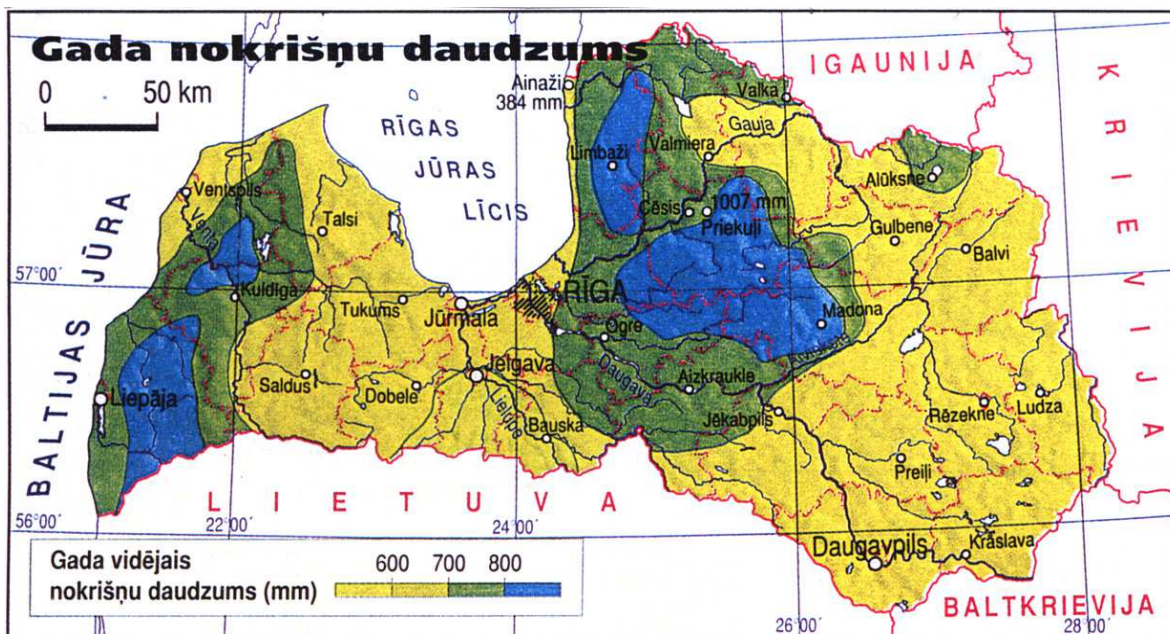 Gada nokrišņu daudzums
0 50 km
IGAUNIJA
KRIEVIJA
Ainaži
384 mm
Valka
RĪGAS
JŪRAS
LĪCIS
Gauja
Valmiera
Limbaži
Alūksne
Ventspils
Venta
Talsi
Cēsis
1007 mm
Priekuļi
Gulbene
Balvi
BALTIJAS JŪRA
57°00´
Kuldīga
Tukums
Jūrmala
RĪGA
Madona
Ogre
Daugava
Saldus
Dobele
Jelgava
Aizkraukle
Liepāja
Lielupe
Bauska
Jēkabpils
Rēzekne
Ludza
Preiļi
LIETUVA
56°00´
22°00´
24°00´
Daugavpils
Krāslava
Gada vidējais
nokrišņu daudzums (mm)
600 700 800
BALTKRIEVIJA
26°00´
28°00´